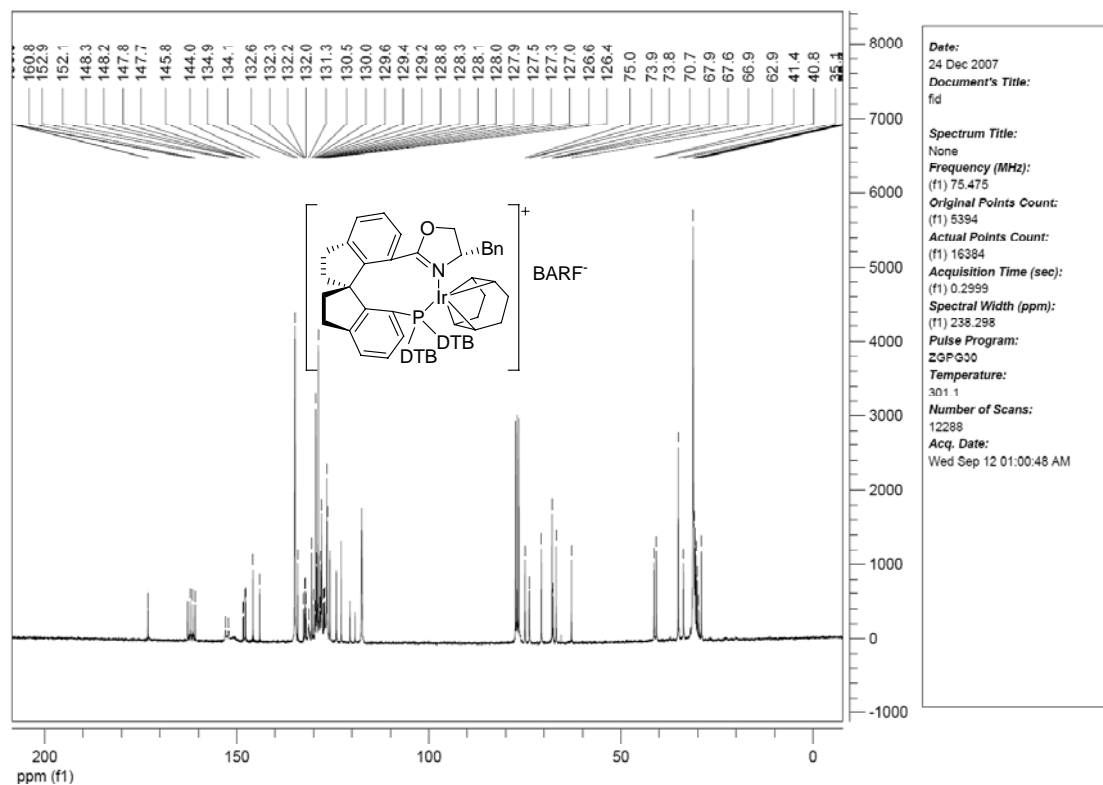 160.8
152.9
152.1
148.3
148.2
147.8
147.7
145.8
144.0
134.9
134.1
132.6
132.3
132.2
132.0
131.3
130.5
130.0
129.6
129.4
129.2
128.8
128.3
128.1
128.0
127.9
127.5
127.3
127.0
126.6
126.4
75.0
73.9
73.8
70.7
67.9
67.6
66.9
62.9
41.4
40.8
35.1
8000
7000
6000
5000
4000
3000
2000
1000
0
-1000
O
N
Bn
Ir
P
DTB
DTB
+
BARF-
200
150
100
50
0
ppm (f1)
Date:
24 Dec 2007
Document's Title:
fid
Spectrum Title:
None
Frequency (MHz):
(f1) 75.475
Original Points Count:
(f1) 5394
Actual Points Count:
(f1) 16384
Acquisition Time (sec):
(f1) 0.2999
Spectral Width (ppm):
(f1) 238.298
Pulse Program:
ZGPG30
Temperature:
301.1
Number of Scans:
12288
Acq. Date:
Wed Sep 12 01:00:48 AM